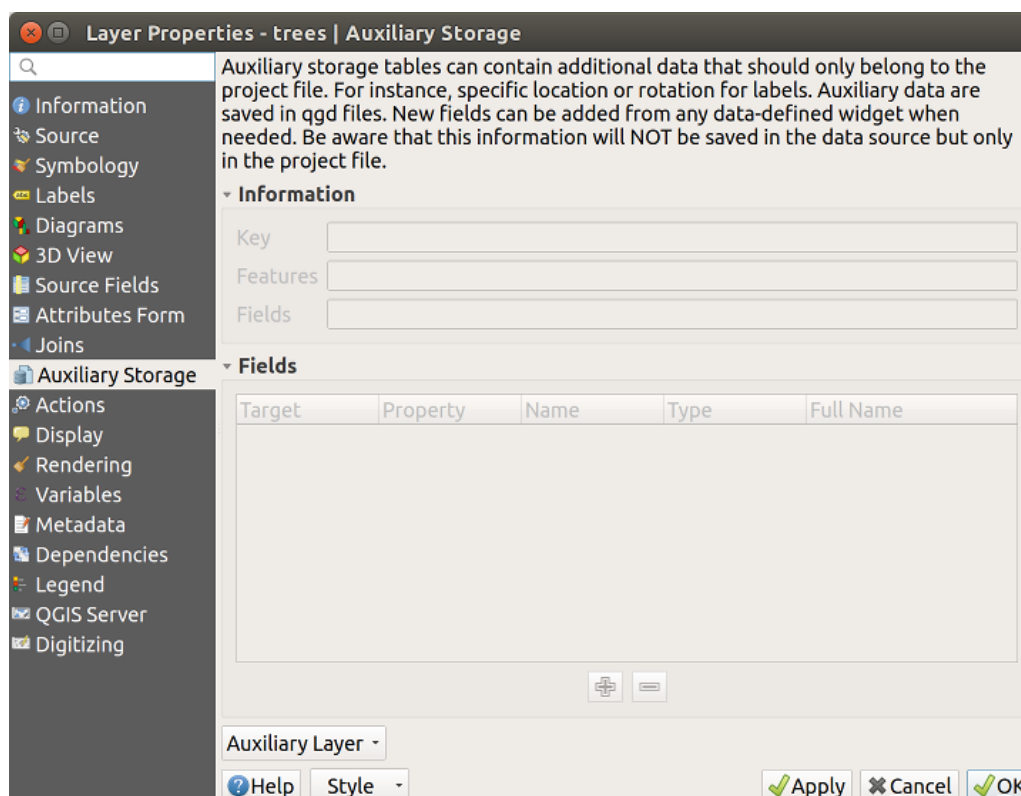 Layer Properties - trees | Auxiliary Storage
Information
Source
Symbology
Labels
Diagrams
3D View
Source Fields
Attributes Form
Joins
Auxiliary Storage
Actions
Display
Rendering
Variables
Metadata
Dependencies
Legend
QGIS Server
Digitizing
Auxiliary storage tables can contain additional data that should only belong to the
project file. For instance, specific location or rotation for labels. Auxiliary data are
saved in qgd files. New fields can be added from any data-defined widget when
needed. Be aware that this information will NOT be saved in the data source but only
in the project file.
Information
Key
Features
Fields
Fields
Target Property Name Type Full Name
Auxiliary Layer
Help Style Apply Cancel OK